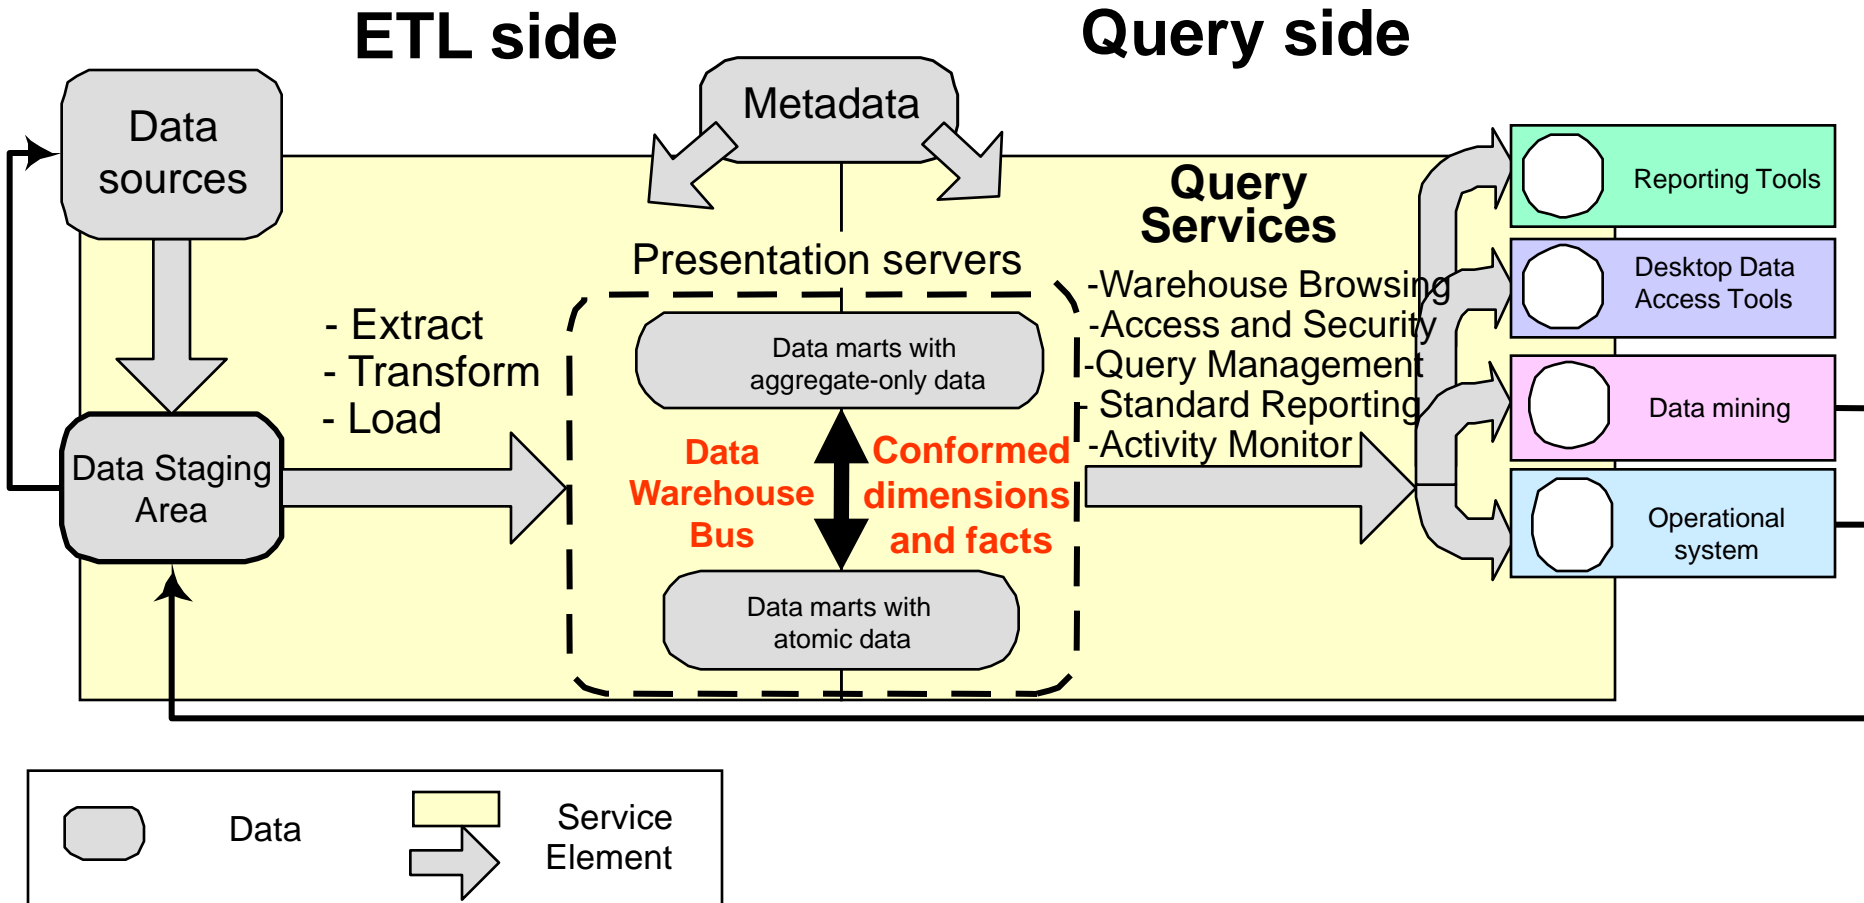 ETL side
Query side
Metadata
Data
sources
Query
Services
Reporting Tools
Presentation servers
-Warehouse Browsing
-Access and Security
-Query Management
- Standard Reporting
-Activity Monitor
Desktop Data
Access Tools
- Extract
- Transform
- Load
Data marts with
aggregate-only data
Data mining
Data Staging
Area
Data
Warehouse
Bus
Conformed
dimensions
and facts
Operational
system
Data marts with
atomic data
Data
Service
Element